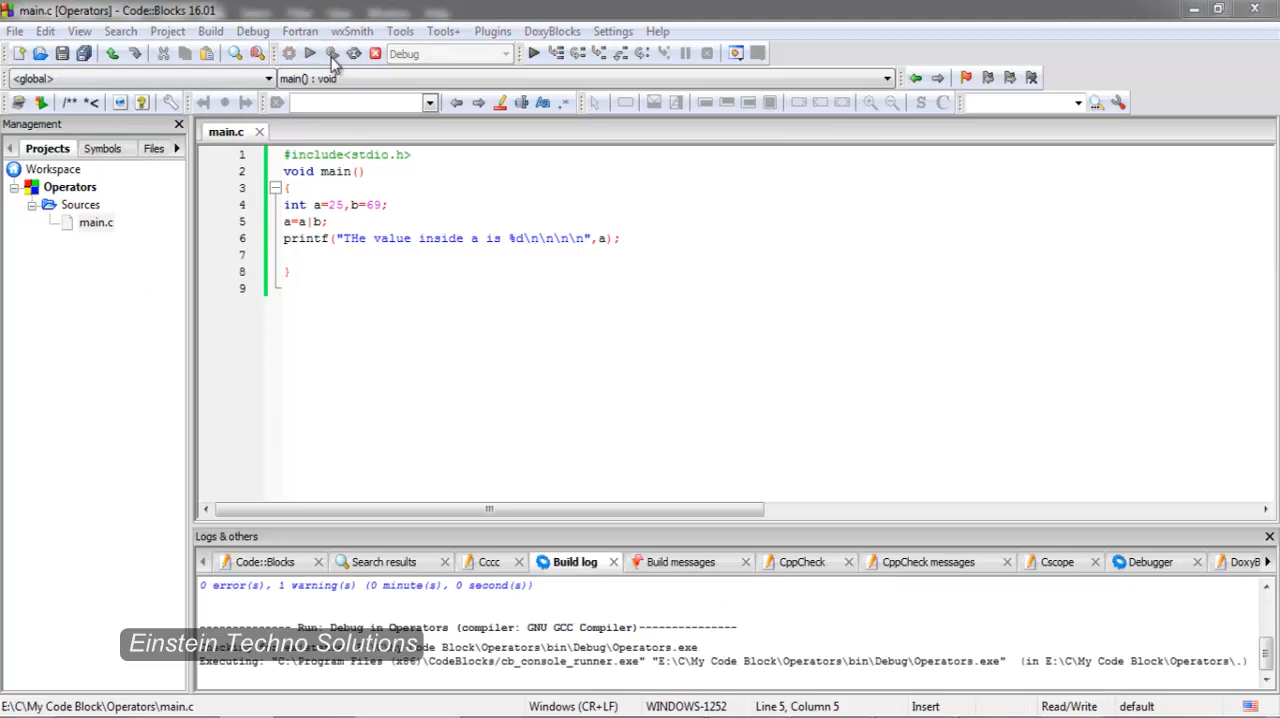 main.c [Operators] - Code::Blocks 16.01
File Edit View Search Project Build Debug Fortran wxSmith Tools Tools+ Plugins DoxyBlocks Settings Help
Debug
<global> main() : void
/** *<
S C
Management
main.c
Projects Symbols Files
Workspace
Operators
Sources
main.c
1 #include<stdio.h>
2 void main()
3 {
4 int a=25,b=69;
5 a=a|b;
6 printf("THe value inside a is %d\n\n\n\n",a);
7
8 }
9
Logs & others
Code::Blocks Search results Cccc Build log Build messages CppCheck CppCheck messages Cscope Debugger DoxyB
0 error(s), 1 warning(s) (0 minute(s), 0 second(s))
-------------- Run: Debug in Operators (compiler: GNU GCC Compiler)---------------
Code Block\Operators\bin\Debug\Operators.exe
Einstein Techno Solutions
Executing: "C:\Program Files (x86)\CodeBlocks/cb_console_runner.exe" "E:\C\My Code Block\Operators\bin\Debug\Operators.exe" (in E:\C\My Code Block\Operators\.)
E:\C\My Code Block\Operators\main.c Windows (CR+LF) WINDOWS-1252 Line 5, Column 5 Insert Read/Write default